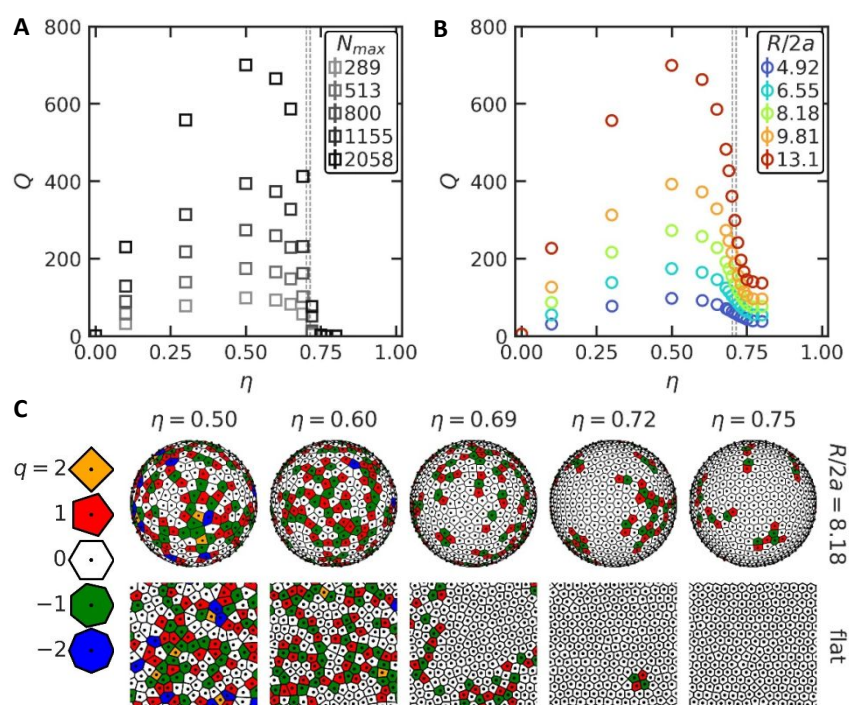 A
800
600
400
200
0
Q
0.00 0.25 0.50 0.75 1.00
η
N_max
289
513
800
1155
2058
B
800
600
400
200
0
Q
0.00 0.25 0.50 0.75 1.00
η
R/2a
4.92
6.55
8.18
9.81
13.1
C
η = 0.50 η = 0.60 η = 0.69 η = 0.72 η = 0.75
q = 2
1
0
−1
−2
R/2a = 8.18
flat